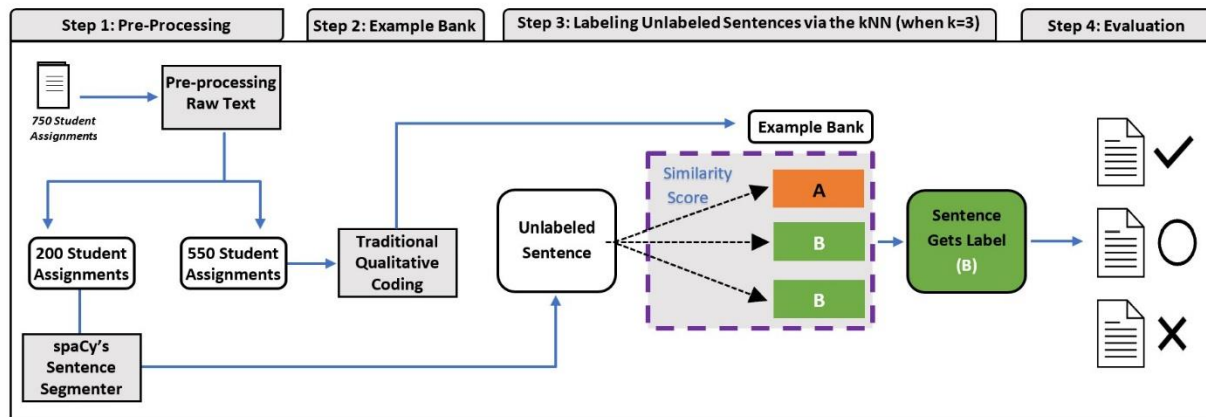 Step 1: Pre-Processing
Step 2: Example Bank
Step 3: Labeling Unlabeled Sentences via the kNN (when k=3)
Step 4: Evaluation
750 Student
Assignments
Pre-processing
Raw Text
200 Student
Assignments
550 Student
Assignments
spaCy's
Sentence
Segmenter
Traditional
Qualitative
Coding
Unlabeled
Sentence
Example Bank
Similarity
Score
A
B
B
Sentence
Gets Label
(B)